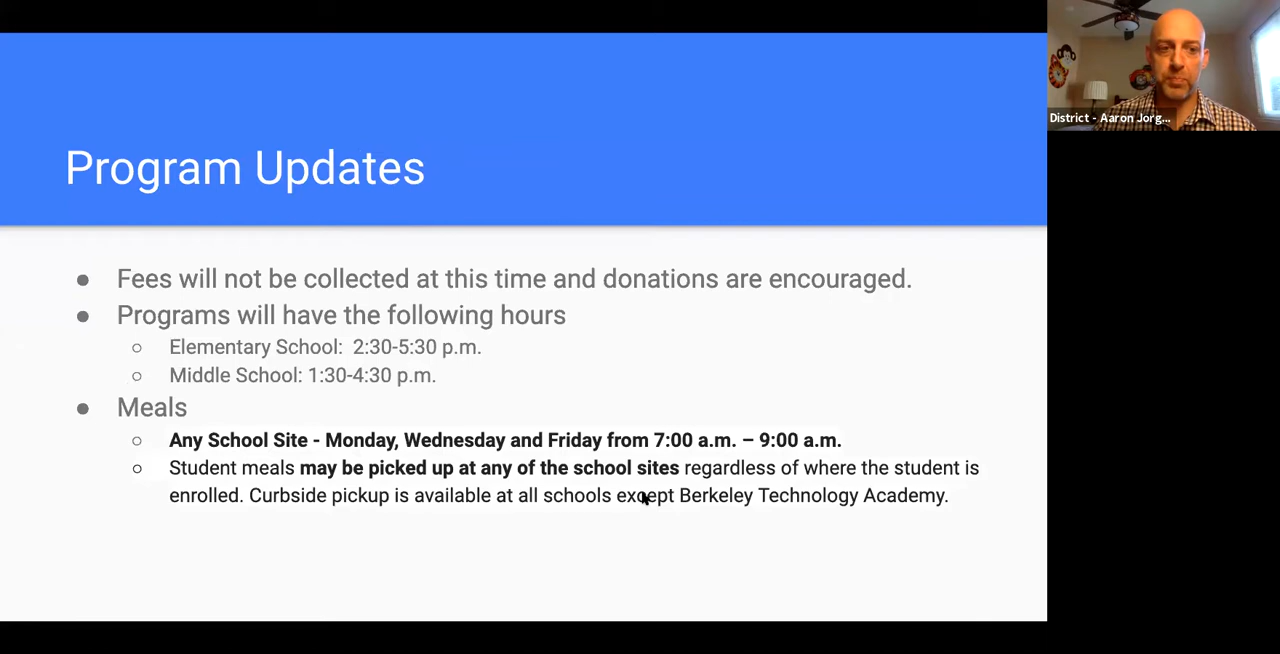 Program Updates
District - Aaron Jorg...
● Fees will not be collected at this time and donations are encouraged.
● Programs will have the following hours
○ Elementary School:  2:30-5:30 p.m.
○ Middle School: 1:30-4:30 p.m.
● Meals
○ Any School Site - Monday, Wednesday and Friday from 7:00 a.m. – 9:00 a.m.
○ Student meals may be picked up at any of the school sites regardless of where the student is
enrolled. Curbside pickup is available at all schools except Berkeley Technology Academy.